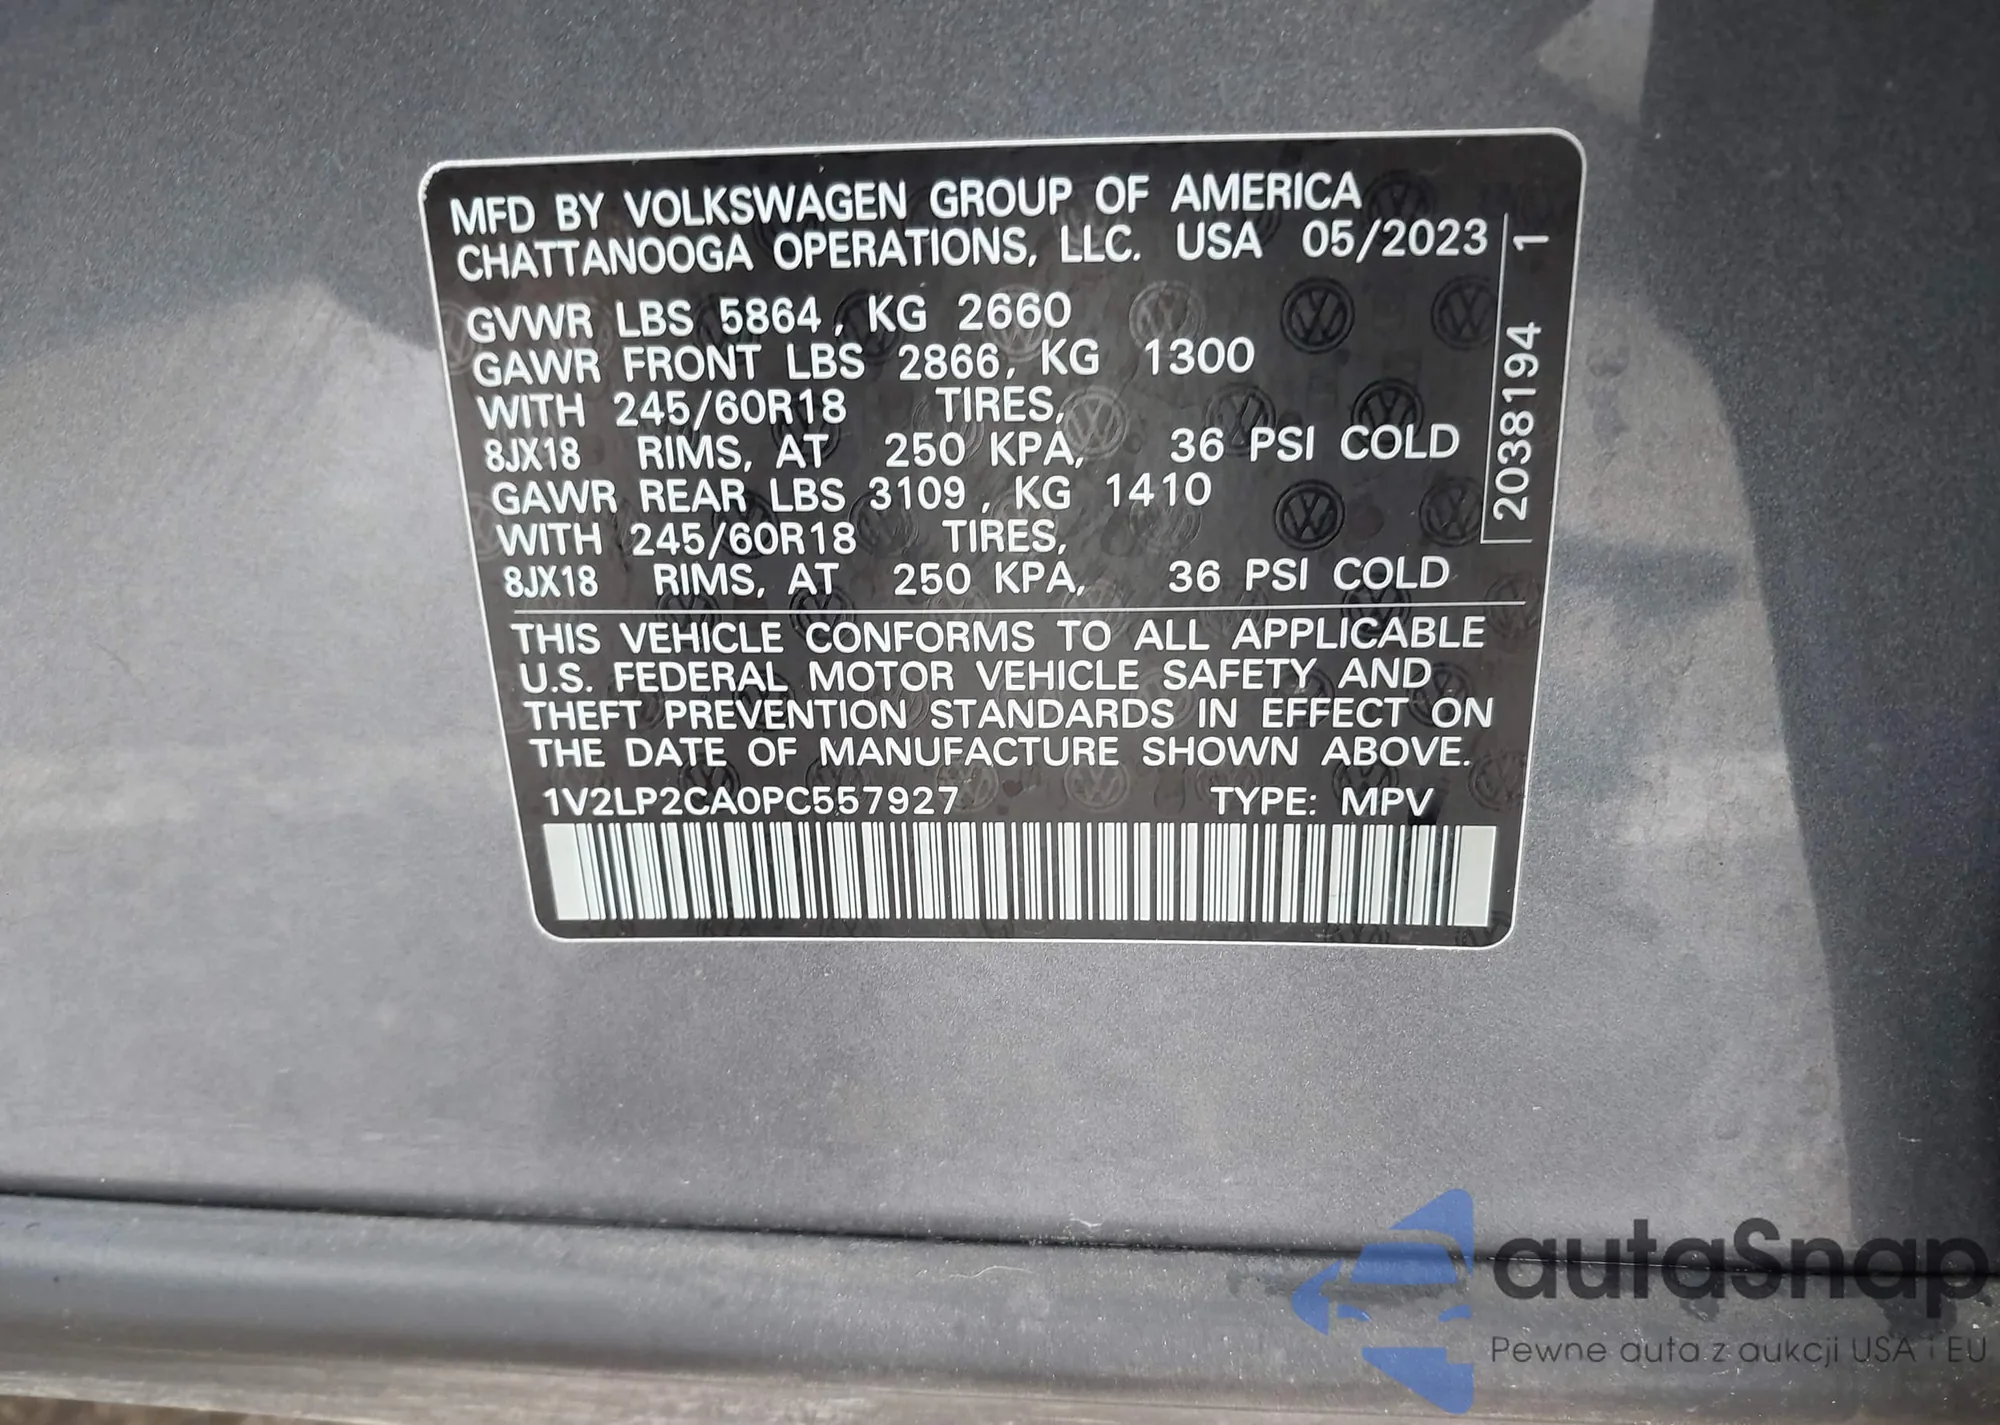 MFD BY VOLKSWAGEN GROUP OF AMERICA
CHATTANOOGA OPERATIONS, LLC. USA 05/2023
GVWR LBS 5864, KG 2660
GAWR FRONT LBS 2866, KG 1300
WITH 245/60R18 TIRES,
8JX18 RIMS, AT 250 KPA, 36 PSI COLD
GAWR REAR LBS 3109, KG 1410
WITH 245/60R18 TIRES,
8JX18 RIMS, AT 250 KPA, 36 PSI COLD
2038194 1
THIS VEHICLE CONFORMS TO ALL APPLICABLE
U.S. FEDERAL MOTOR VEHICLE SAFETY AND
THEFT PREVENTION STANDARDS IN EFFECT ON
THE DATE OF MANUFACTURE SHOWN ABOVE.
1V2LP2CA0PC557927 TYPE: MPV
autaSnap
Pewne auta z aukcji USA i EU